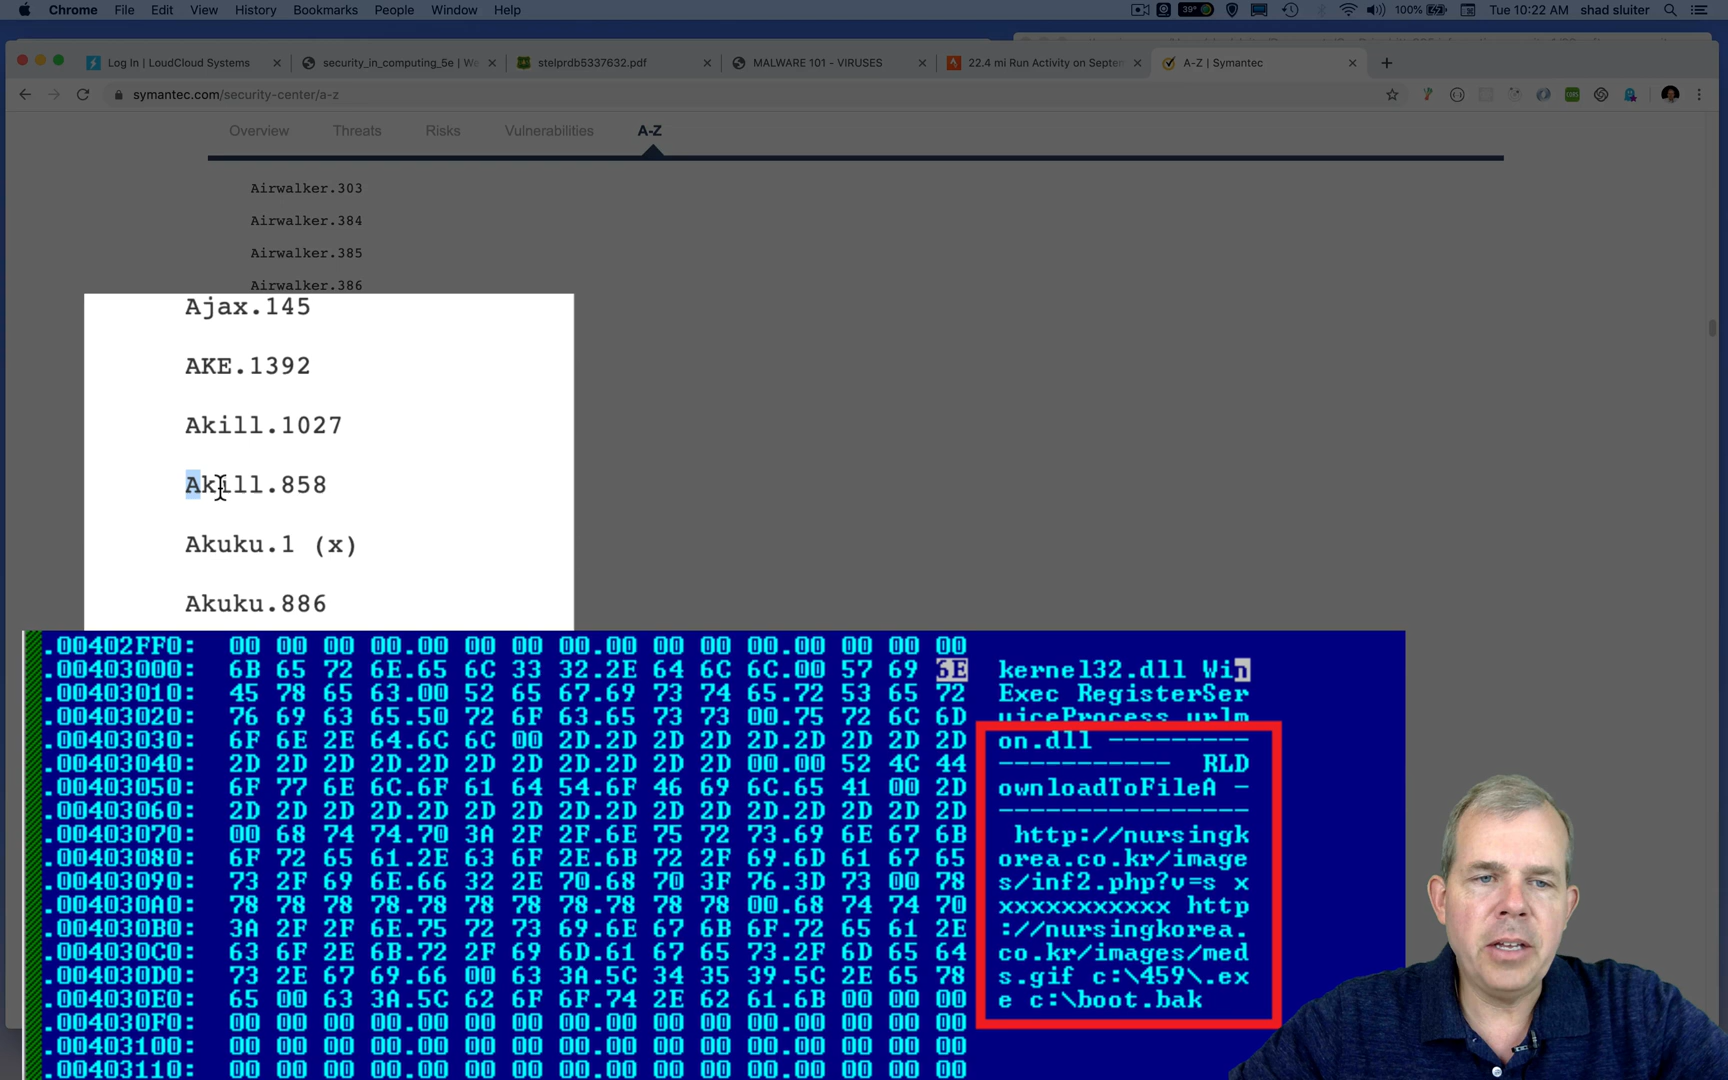 Chrome File Edit View History Bookmarks People Window Help 39° 100% Tue 10:22 AM shad sluiter
Log In | LoudCloud Systems security_in_computing_5e | We stelprdb5337632.pdf MALWARE 101 - VIRUSES 22.4 mi Run Activity on Septem A-Z | Symantec
symantec.com/security-center/a-z
Overview Threats Risks Vulnerabilities A-Z
Airwalker.303
Airwalker.384
Airwalker.385
Airwalker.386
Ajax.145
AKE.1392
Akill.1027
Akill.858
Akuku.1 (x)
Akuku.886
.00402FF0: 00 00 00 00.00 00 00 00.00 00 00 00.00 00 00 00
.00403000: 6B 65 72 6E.65 6C 33 32.2E 64 6C 6C.00 57 69 6E kernel32.dll Win
.00403010: 45 78 65 63.00 52 65 67.69 73 74 65.72 53 65 72 Exec RegisterSer
.00403020: 76 69 63 65.50 72 6F 63.65 73 73 00.75 72 6C 6D viceProcess urlm
.00403030: 6F 6E 2E 64.6C 6C 00 2D.2D 2D 2D 2D.2D 2D 2D 2D on.dll ---------
.00403040: 2D 2D 2D 2D.2D 2D 2D 2D.2D 2D 2D 00.00 52 4C 44 ----------- RLD
.00403050: 6F 77 6E 6C.6F 61 64 54.6F 46 69 6C.65 41 00 2D ownloadToFileA -
.00403060: 2D 2D 2D 2D.2D 2D 2D 2D.2D 2D 2D 2D.2D 2D 2D 2D ----------------
.00403070: 00 68 74 74.70 3A 2F 2F.6E 75 72 73.69 6E 67 6B http://nursingk
.00403080: 6F 72 65 61.2E 63 6F 2E.6B 72 2F 69.6D 61 67 65 orea.co.kr/image
.00403090: 73 2F 69 6E.66 32 2E 70.68 70 3F 76.3D 73 00 78 s/inf2.php?v=s x
.004030A0: 78 78 78 78.78 78 78 78.78 78 78 00.68 74 74 70 xxxxxxxxxxx http
.004030B0: 3A 2F 2F 6E.75 72 73 69.6E 67 6B 6F.72 65 61 2E ://nursingkorea.
.004030C0: 63 6F 2E 6B.72 2F 69 6D.61 67 65 73.2F 6D 65 64 co.kr/images/med
.004030D0: 73 2E 67 69.66 00 63 3A.5C 34 35 39.5C 2E 65 78 s.gif c:\459\.ex
.004030E0: 65 00 63 3A.5C 62 6F 6F.74 2E 62 61.6B 00 00 00 e c:\boot.bak
.004030F0: 00 00 00 00.00 00 00 00.00 00 00 00.00 00 00 00
.00403100: 00 00 00 00.00 00 00 00.00 00 00 00.00 00 00 00
.00403110: 00 00 00 00.00 00 00 00.00 00 00 00.00 00 00 00